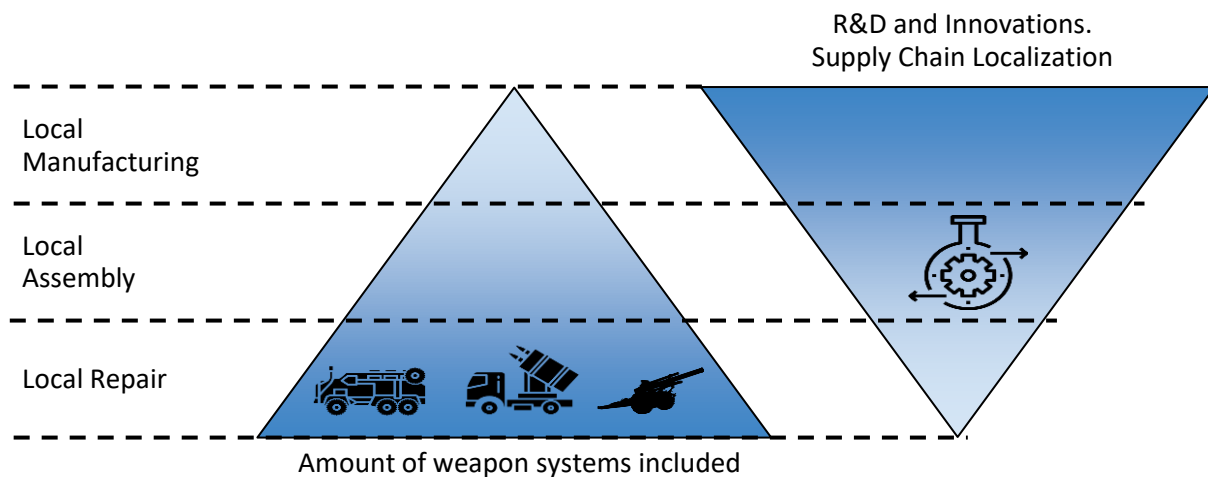 R&D and Innovations.
Supply Chain Localization
Local
Manufacturing
Local
Assembly
Local Repair
Amount of weapon systems included